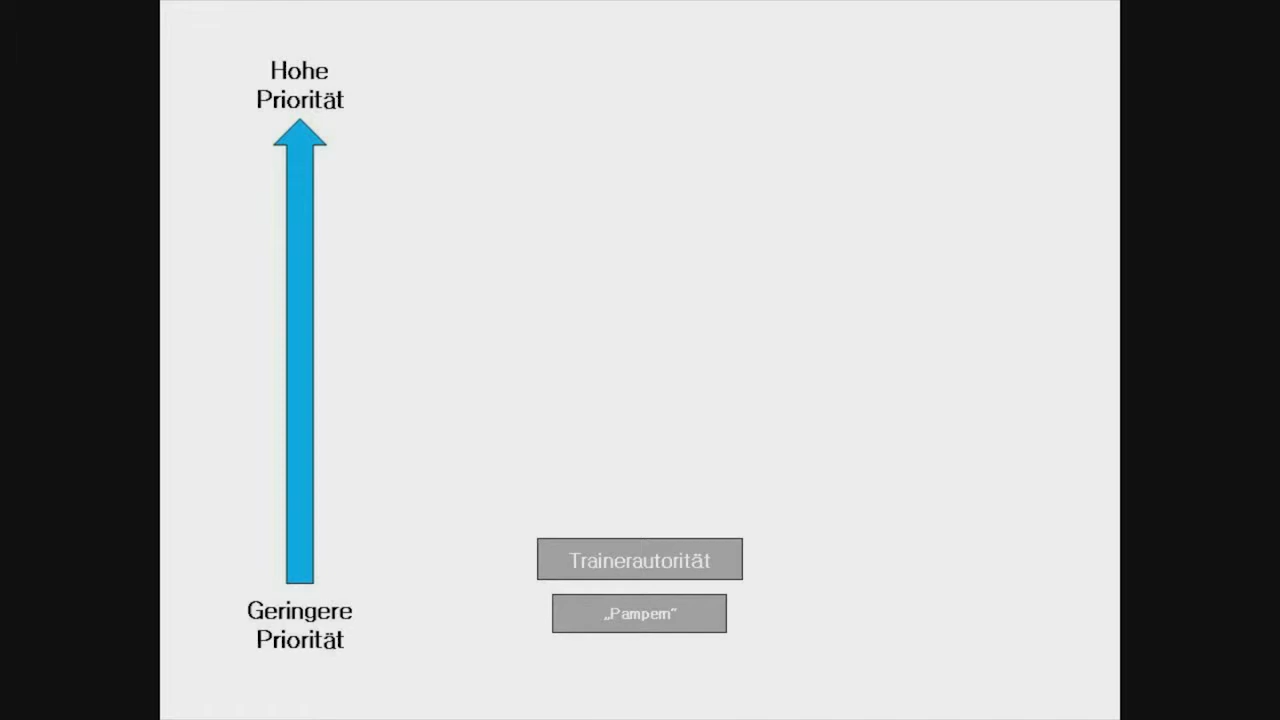 Hohe
Priorität
Trainerautorität
„Pampern“
Geringere
Priorität